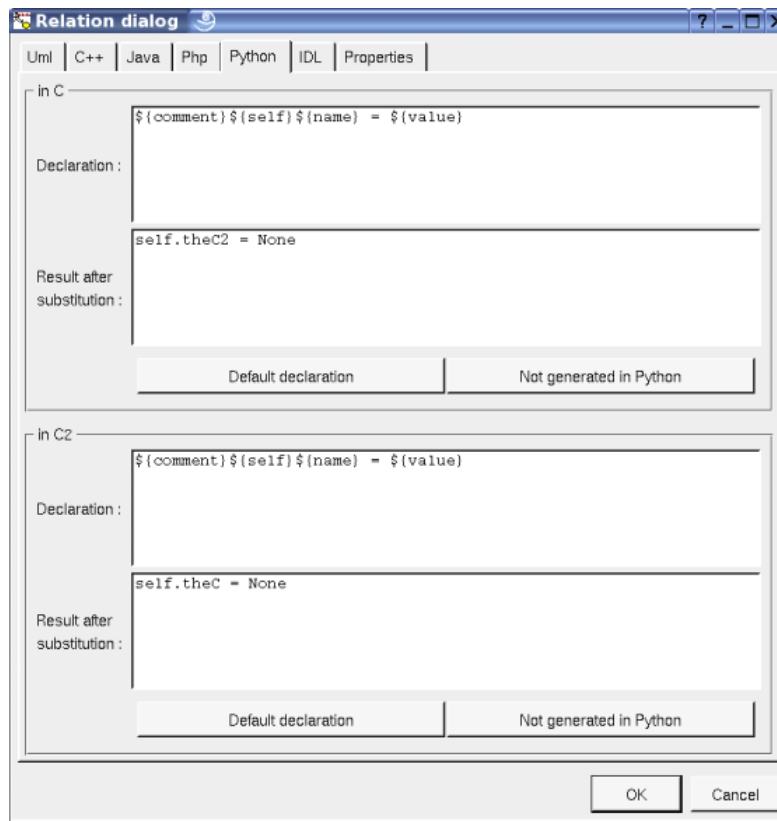 Relation dialog ? _ □ X
Uml C++ Java Php Python IDL Properties
in C
Declaration :
${comment}${self}${name} = ${value}
Result after
substitution :
self.theC2 = None
Default declaration Not generated in Python
in C2
Declaration :
${comment}${self}${name} = ${value}
Result after
substitution :
self.theC = None
Default declaration Not generated in Python
OK Cancel